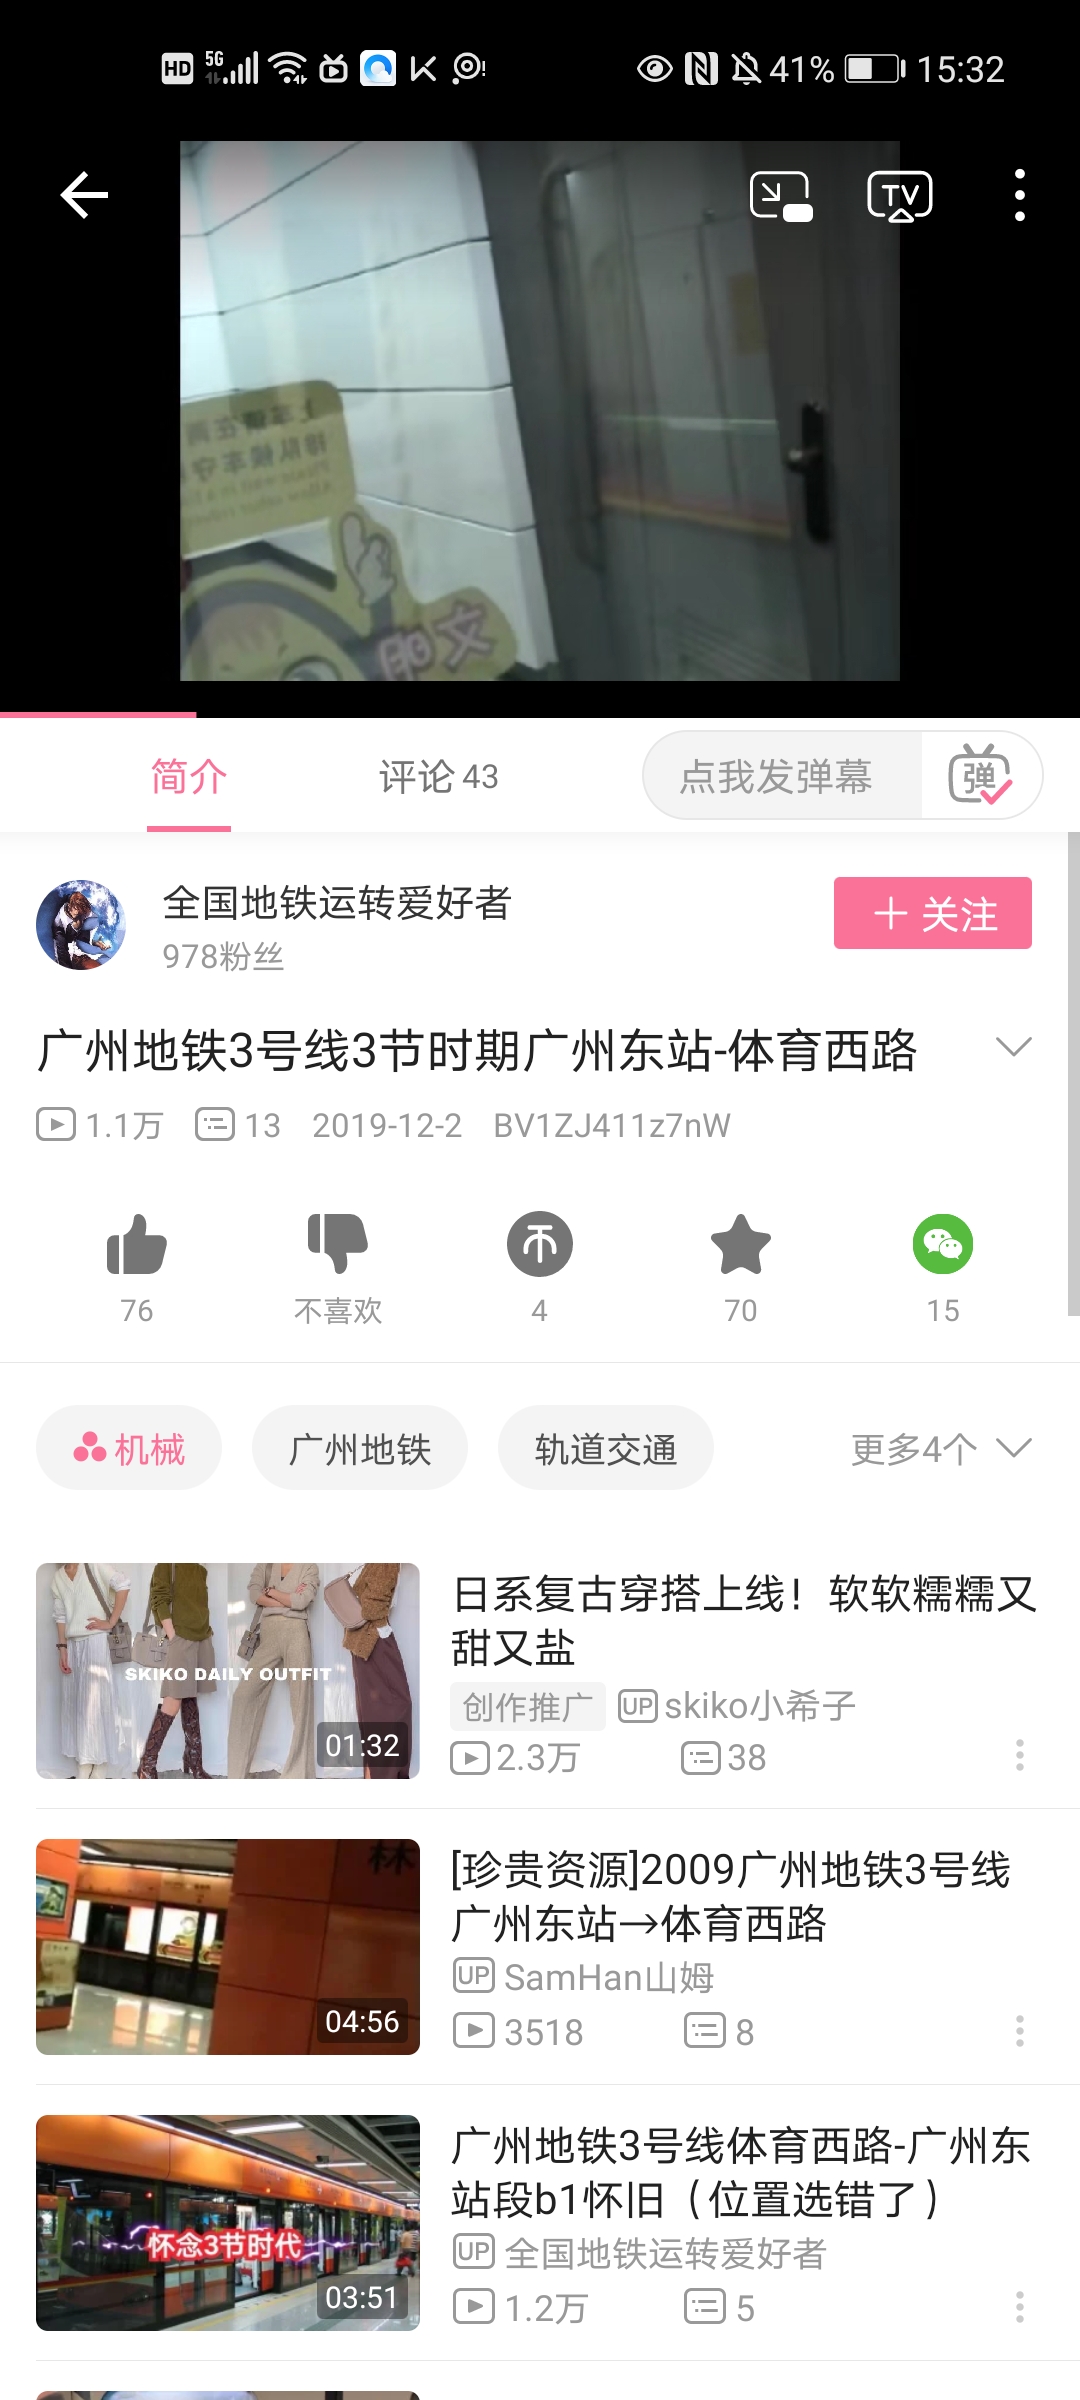 HD 5G 41% 15:32
TV
文明
简介 评论 43 点我发弹幕 弹
全国地铁运转爱好者
978粉丝
关注
广州地铁3号线3节时期广州东站-体育西路
1.1万 13 2019-12-2 BV1ZJ411z7nW
76 不喜欢 4 70 15
机械 广州地铁 轨道交通 更多4个
日系复古穿搭上线！软软糯糯又
甜又盐
SKIKO DAILY OUTFIT
01:32
创作推广 UP skiko小希子
2.3万 38
[珍贵资源]2009广州地铁3号线
广州东站→体育西路
林
04:56
UP SamHan山姆
3518 8
广州地铁3号线体育西路-广州东
站段b1怀旧（位置选错了）
怀念3节时代
03:51
UP 全国地铁运转爱好者
1.2万 5